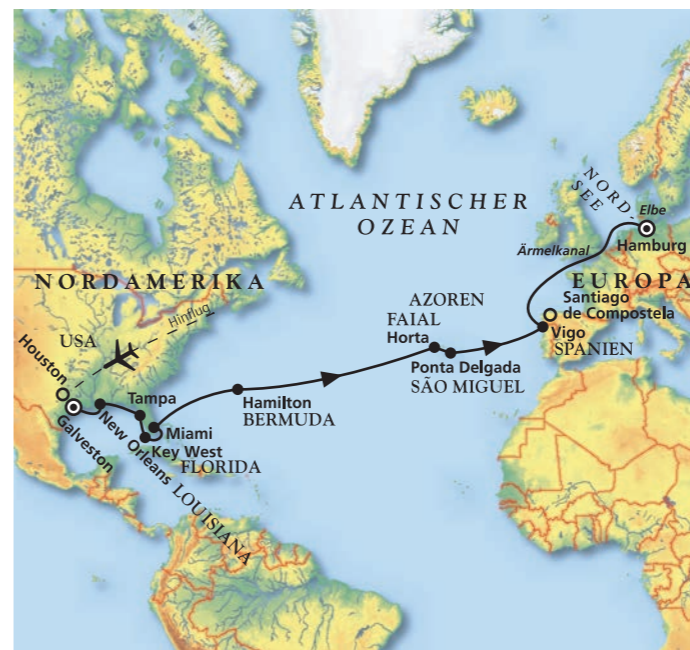 ATLANTISCHER
OZEAN
NORD-
SEE
Elbe
Hamburg
Ärmelkanal
NORDAMERIKA
EUROPA
Hinflug
USA
AZOREN
FAIAL
Horta
Santiago
de Compostela
Vigo
SPANIEN
Ponta Delgada
SÃO MIGUEL
Houston
Galveston
New Orleans
LOUISIANA
Tampa
Miami
Key West
FLORIDA
Hamilton
BERMUDA